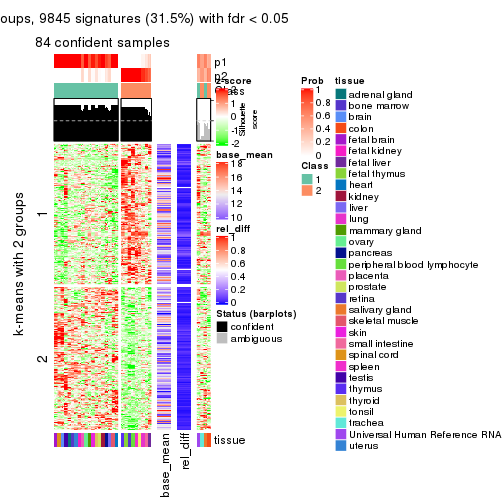 oups, 9845 signatures (31.5%) with fdr < 0.05
84 confident samples
p1
p2
Class
Silhouette
score
k-means with 2 groups
1
2
base_mean
rel_diff
tissue
z-score
2
1
0
-1
-2
base_mean
18
16
14
12
10
rel_diff
1
0.8
0.6
0.4
0.2
0
Status (barplots)
confident
ambiguous
Prob
1
0.8
0.6
0.4
0.2
0
Class
1
2
tissue
adrenal gland
bone marrow
brain
colon
fetal brain
fetal kidney
fetal liver
fetal thymus
heart
kidney
liver
lung
mammary gland
ovary
pancreas
peripheral blood lymphocyte
placenta
prostate
retina
salivary gland
skeletal muscle
skin
small intestine
spinal cord
spleen
testis
thymus
thyroid
tonsil
trachea
Universal Human Reference RNA
uterus